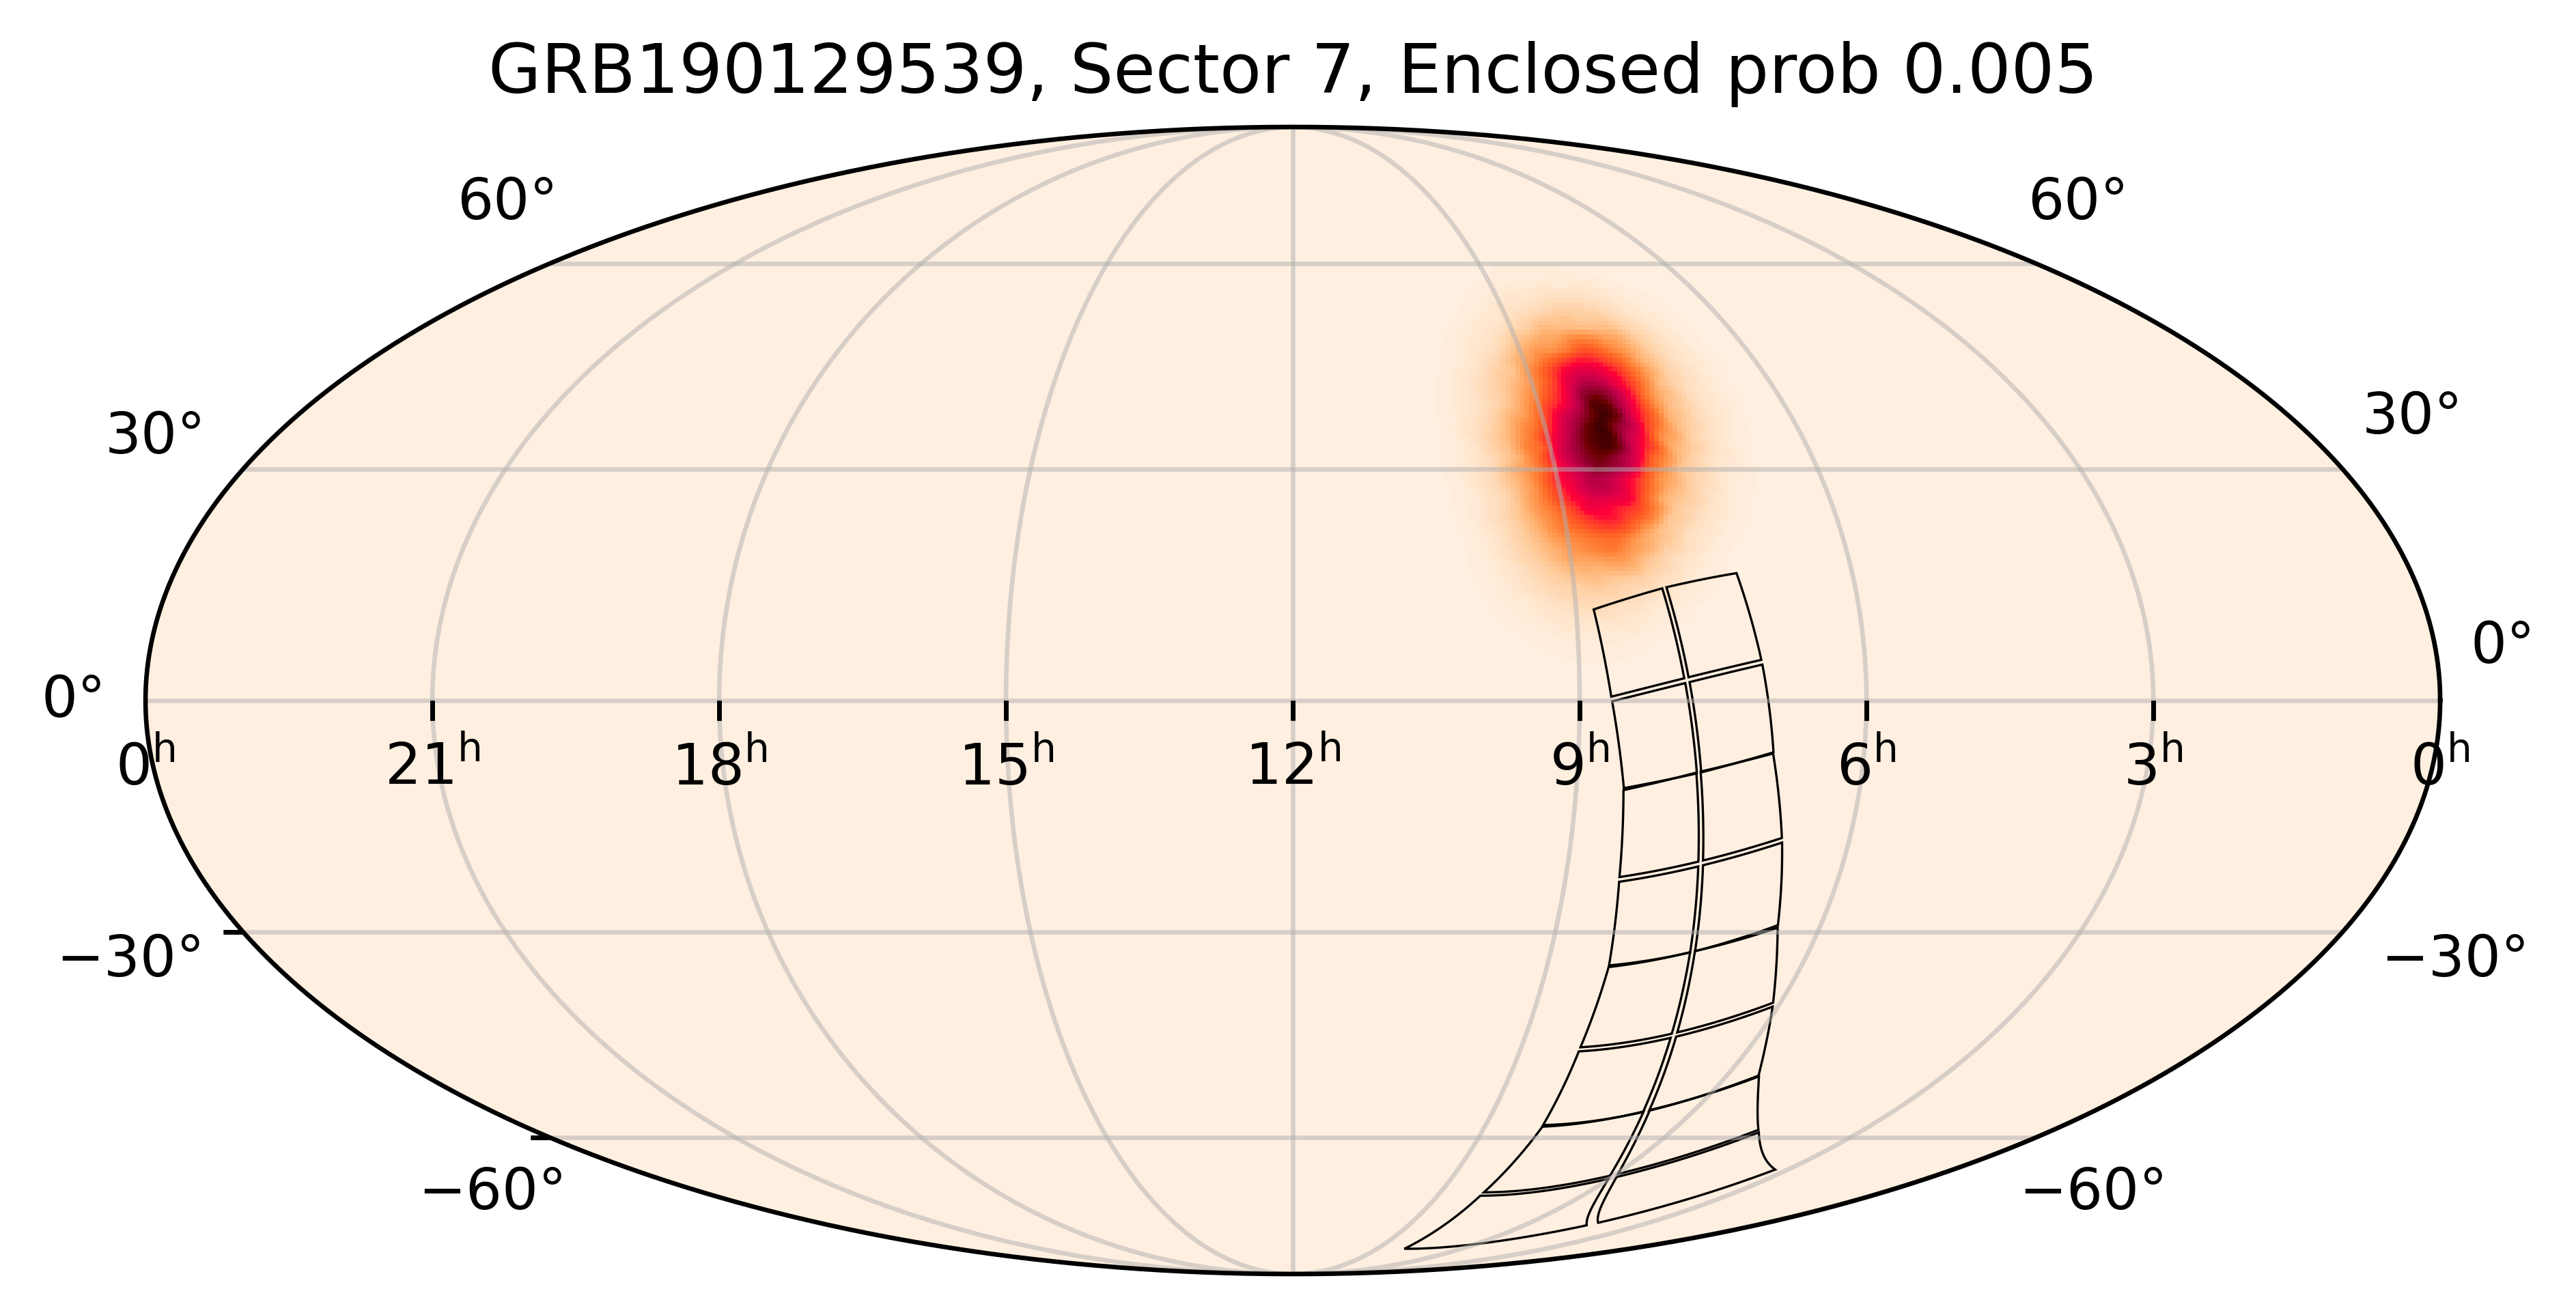 GRB190129539, Sector 7, Enclosed prob 0.005
60° 60°
30° 30°
0° 0°
0h 21h 18h 15h 12h 9h 6h 3h 0h
−30° −30°
−60° −60°